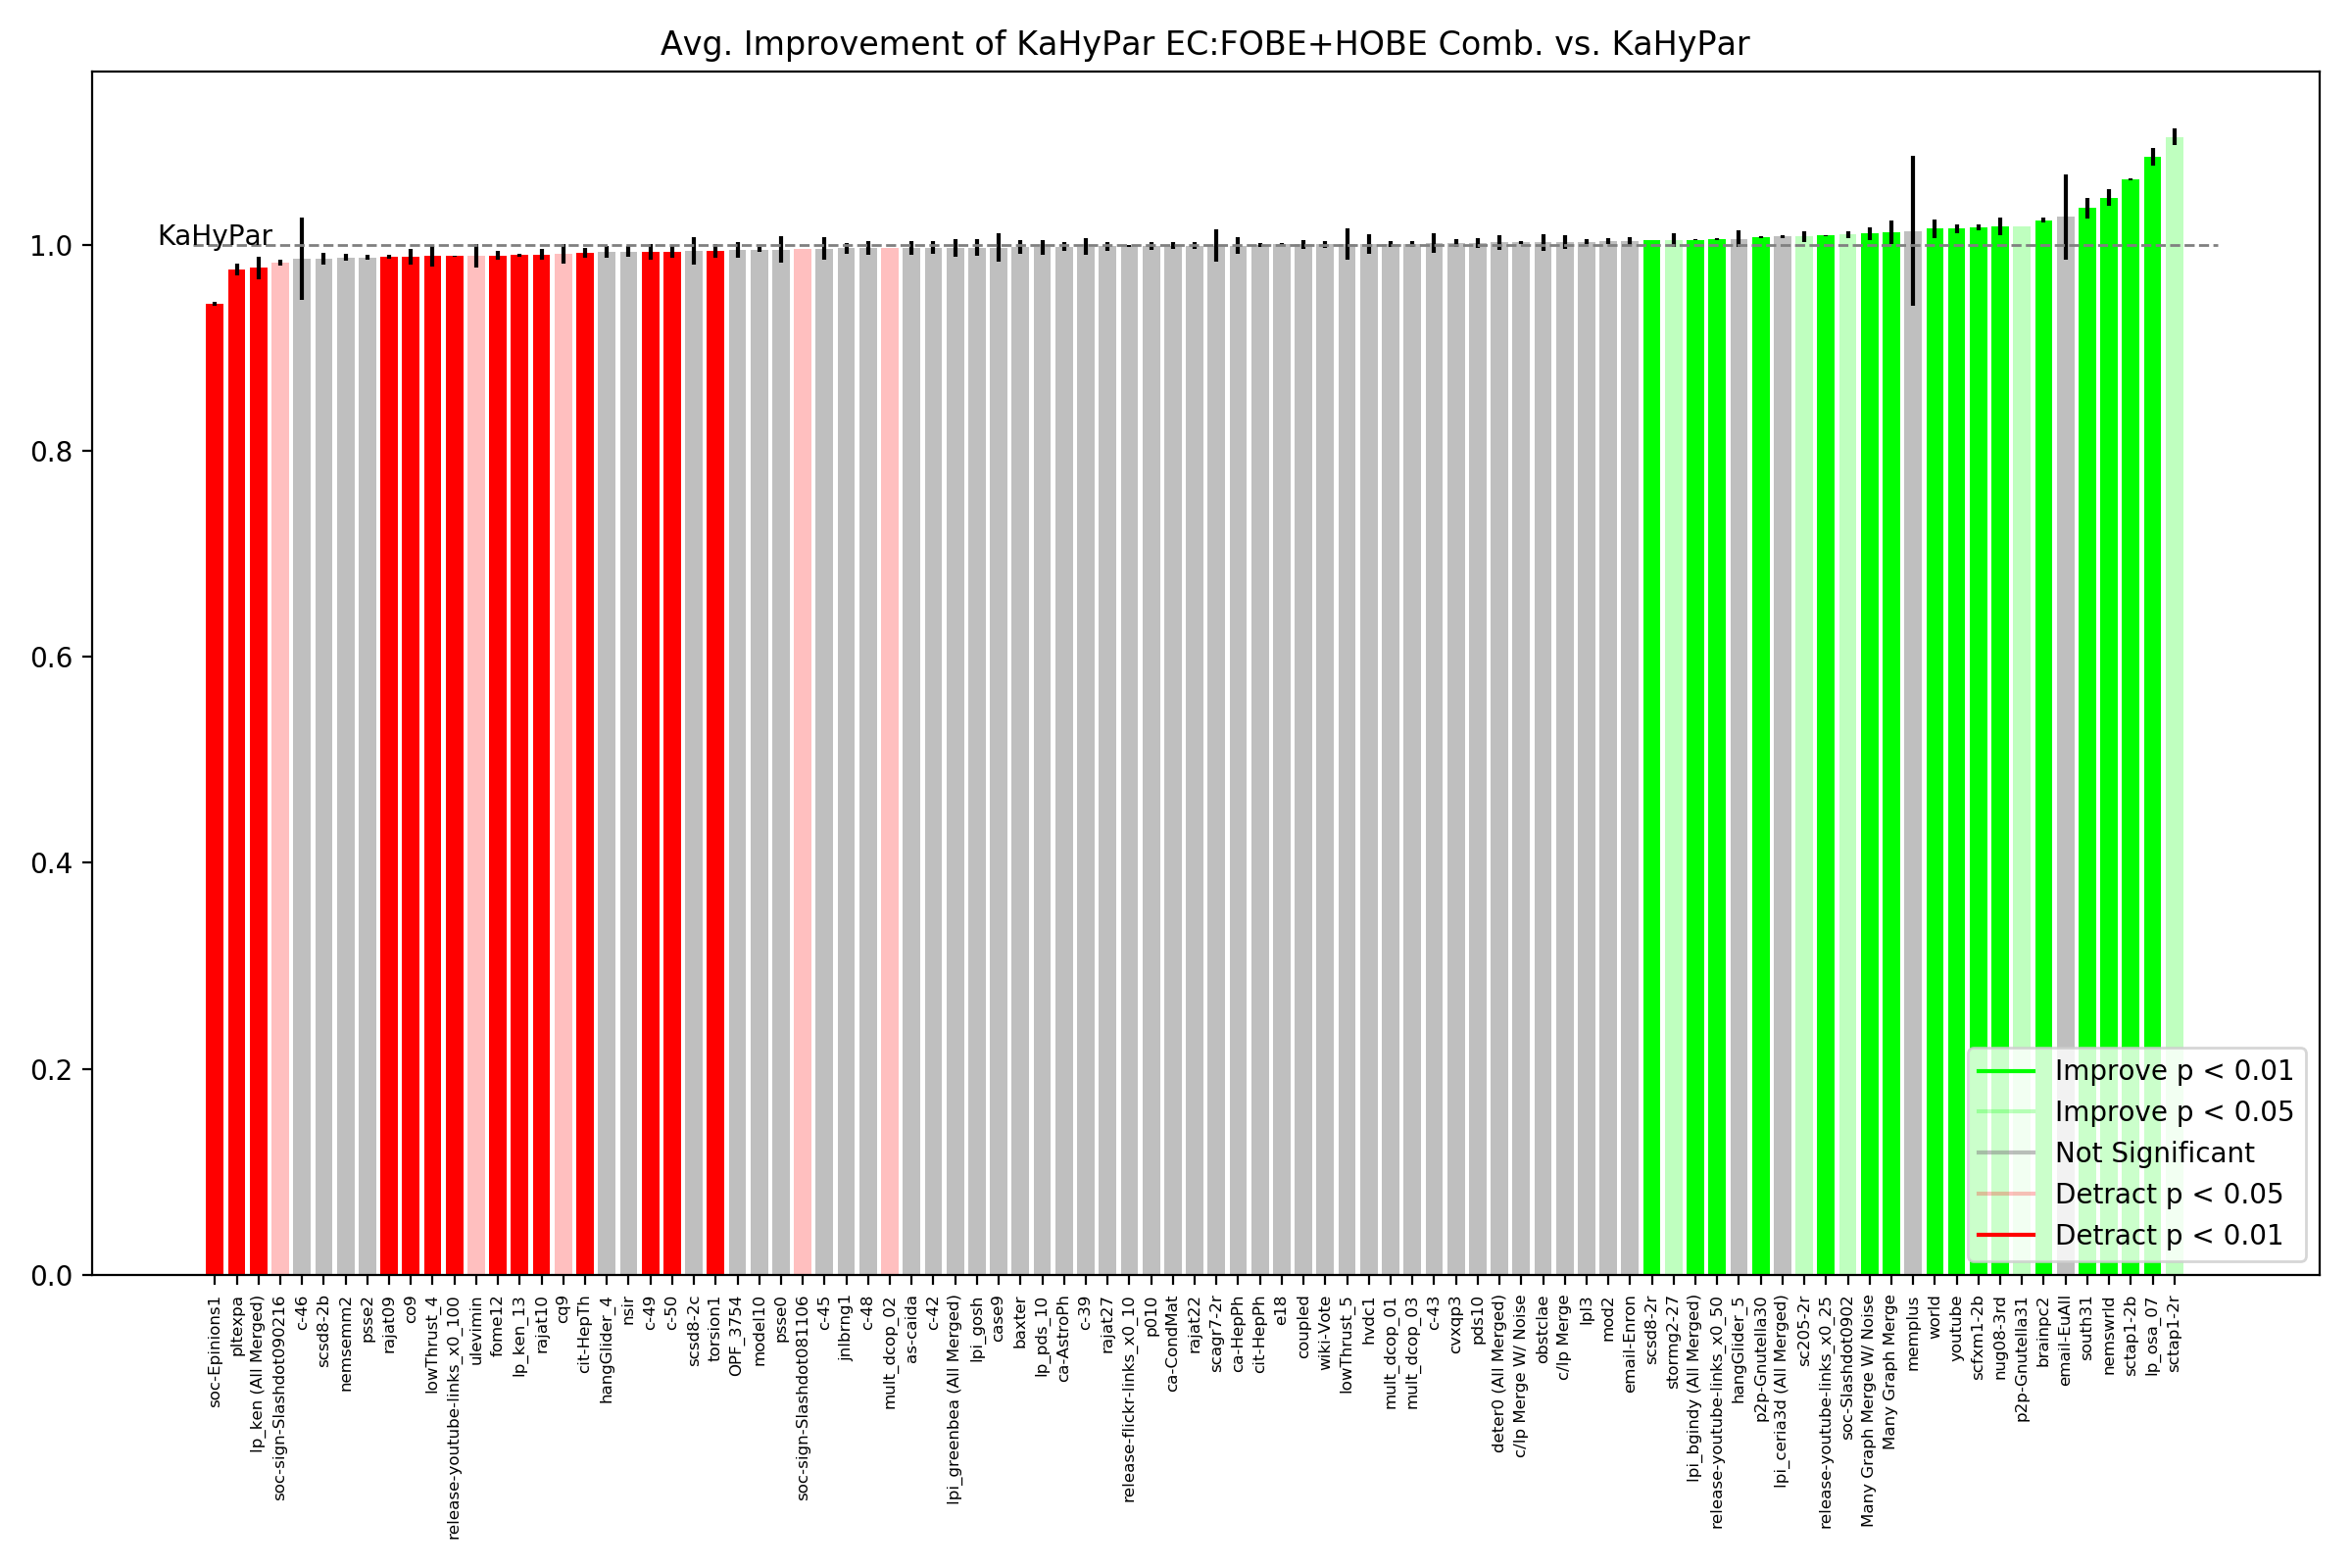 Avg. Improvement of KaHyPar EC:FOBE+HOBE Comb. vs. KaHyPar
KaHyPar
1.0
0.8
0.6
0.4
0.2
0.0
Improve p < 0.01
Improve p < 0.05
Not Significant
Detract p < 0.05
Detract p < 0.01
soc-Epinions1
pltexpa
lp_ken (All Merged)
soc-sign-Slashdot090216
c-46
scsd8-2b
nemsemm2
psse2
rajat09
co9
lowThrust_4
release-youtube-links_x0_100
ulevimin
fome12
lp_ken_13
rajat10
cq9
cit-HepTh
hangGlider_4
nsir
c-49
c-50
scsd8-2c
torsion1
OPF_3754
model10
psse0
soc-sign-Slashdot081106
c-45
jnlbrng1
c-48
mult_dcop_02
as-caida
c-42
lpi_greenbea (All Merged)
lpi_gosh
case9
baxter
lp_pds_10
ca-AstroPh
c-39
rajat27
release-flickr-links_x0_10
p010
ca-CondMat
rajat22
scagr7-2r
ca-HepPh
cit-HepPh
e18
coupled
wiki-Vote
lowThrust_5
hvdc1
mult_dcop_01
mult_dcop_03
c-43
cvxqp3
pds10
deter0 (All Merged)
c/lp Merge W/ Noise
obstclae
c/lp Merge
lpl3
mod2
email-Enron
scsd8-2r
stormg2-27
lpi_bgindy (All Merged)
release-youtube-links_x0_50
hangGlider_5
p2p-Gnutella30
lpi_ceria3d (All Merged)
sc205-2r
release-youtube-links_x0_25
soc-Slashdot0902
Many Graph Merge W/ Noise
Many Graph Merge
memplus
world
youtube
scfxm1-2b
nug08-3rd
p2p-Gnutella31
brainpc2
email-EuAll
south31
nemswrld
sctap1-2b
lp_osa_07
sctap1-2r